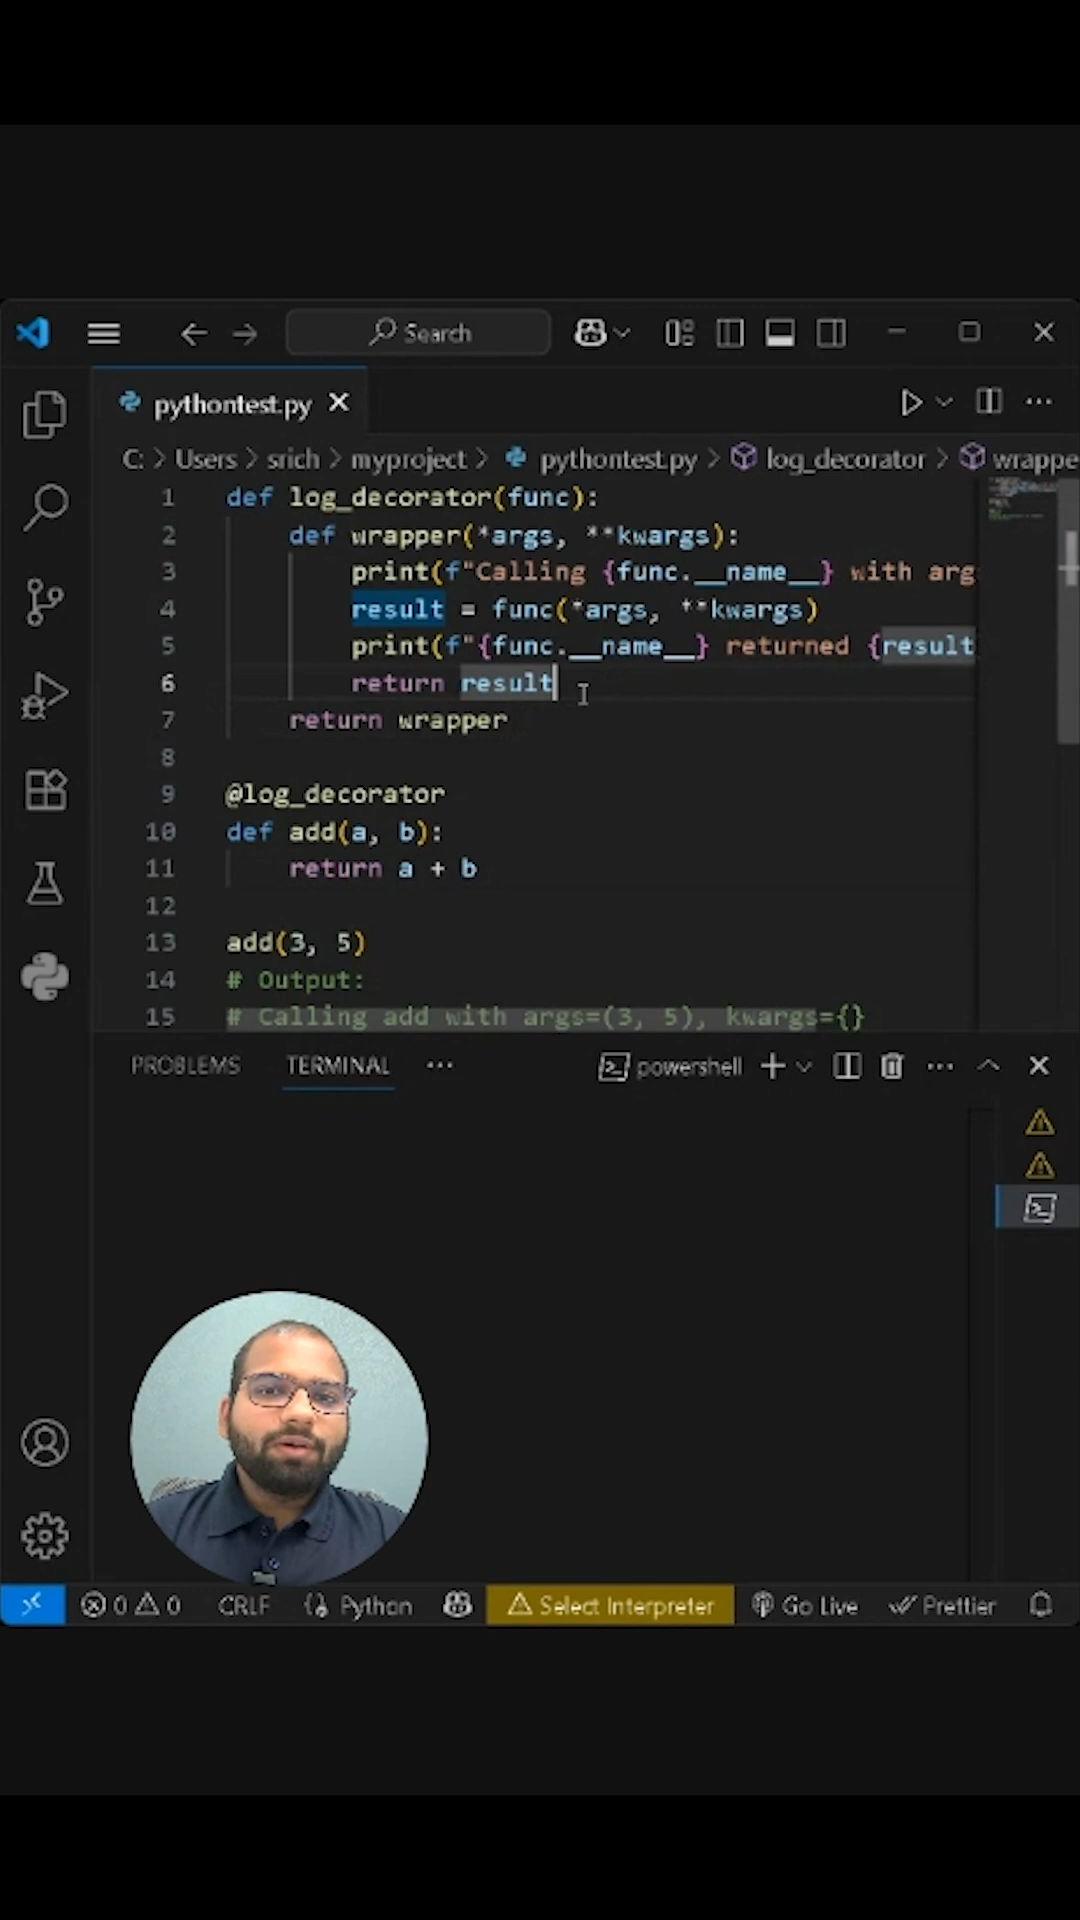 Search
pythontest.py
C: > Users > srich > myproject > pythontest.py > log_decorator > wrappe
1 def log_decorator(func):
2 def wrapper(*args, **kwargs):
3 print(f"Calling {func.__name__} with arg
4 result = func(*args, **kwargs)
5 print(f"{func.__name__} returned {result
6 return result
7 return wrapper
8
9 @log_decorator
10 def add(a, b):
11 return a + b
12
13 add(3, 5)
14 # Output:
15 # Calling add with args=(3, 5), kwargs={}
PROBLEMS TERMINAL ... powershell
0 0 CRLF {} Python Select Interpreter Go Live Prettier